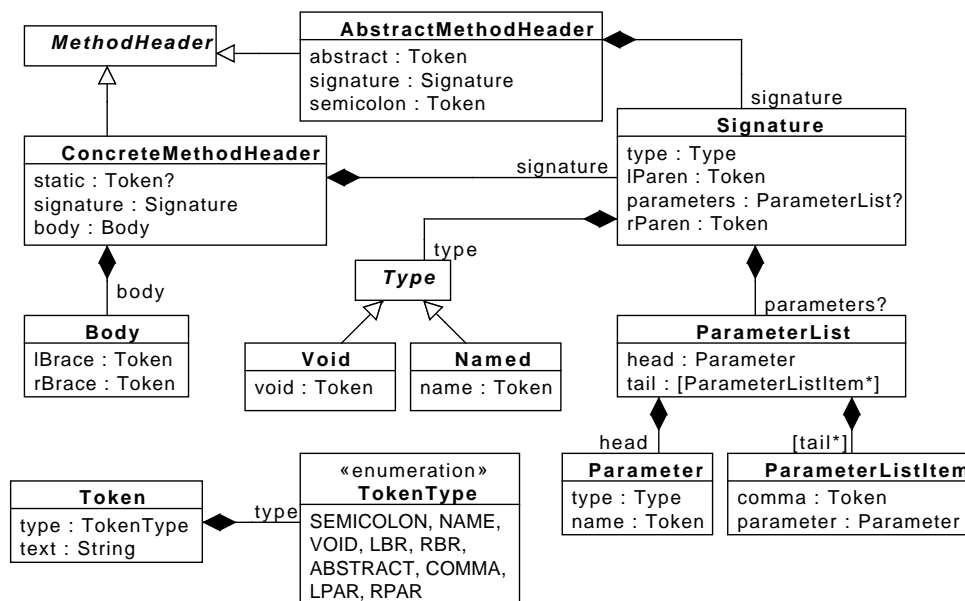 MethodHeader
AbstractMethodHeader
abstract : Token
signature : Signature
semicolon : Token
signature
ConcreteMethodHeader
static : Token?
signature : Signature
body : Body
signature
Signature
type : Type
lParen : Token
parameters : ParameterList?
rParen : Token
type
Type
body
Body
lBrace : Token
rBrace : Token
Void
void : Token
Named
name : Token
parameters?
ParameterList
head : Parameter
tail : [ParameterListItem*]
head
[tail*]
Parameter
type : Type
name : Token
ParameterListItem
comma : Token
parameter : Parameter
Token
type : TokenType
text : String
type
«enumeration»
TokenType
SEMICOLON, NAME,
VOID, LBR, RBR,
ABSTRACT, COMMA,
LPAR, RPAR